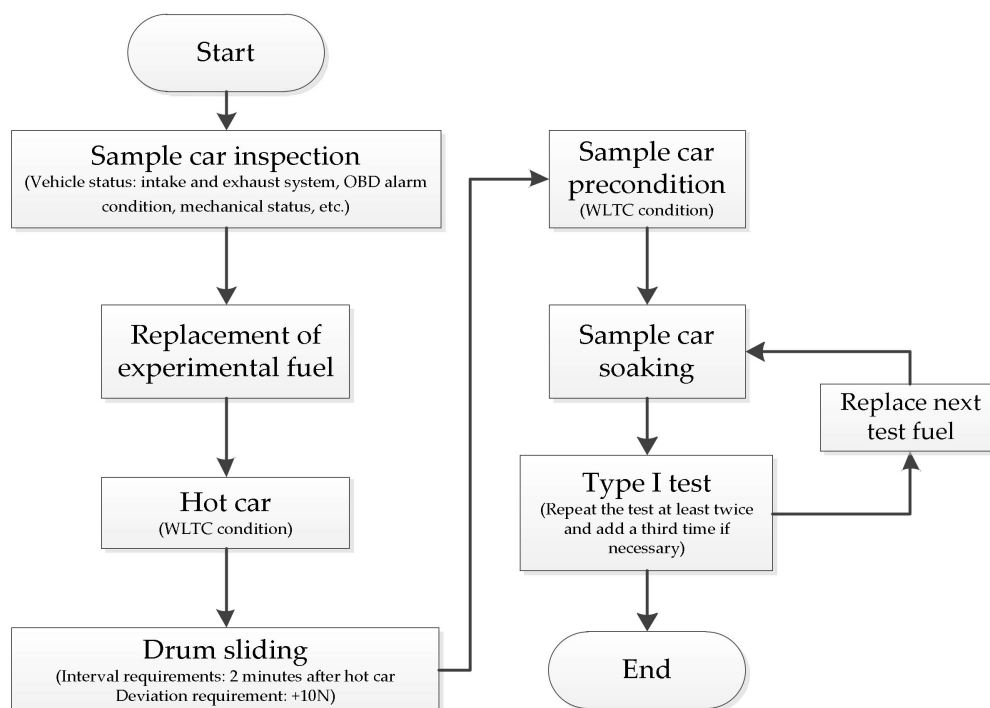 Start
Sample car inspection
(Vehicle status: intake and exhaust system, OBD alarm
condition, mechanical status, etc.)
Replacement of
experimental fuel
Hot car
(WLTC condition)
Drum sliding
(Interval requirements: 2 minutes after hot car
Deviation requirement: +10N)
Sample car
precondition
(WLTC condition)
Sample car
soaking
Type I test
(Repeat the test at least twice
and add a third time if
necessary)
Replace next
test fuel
End